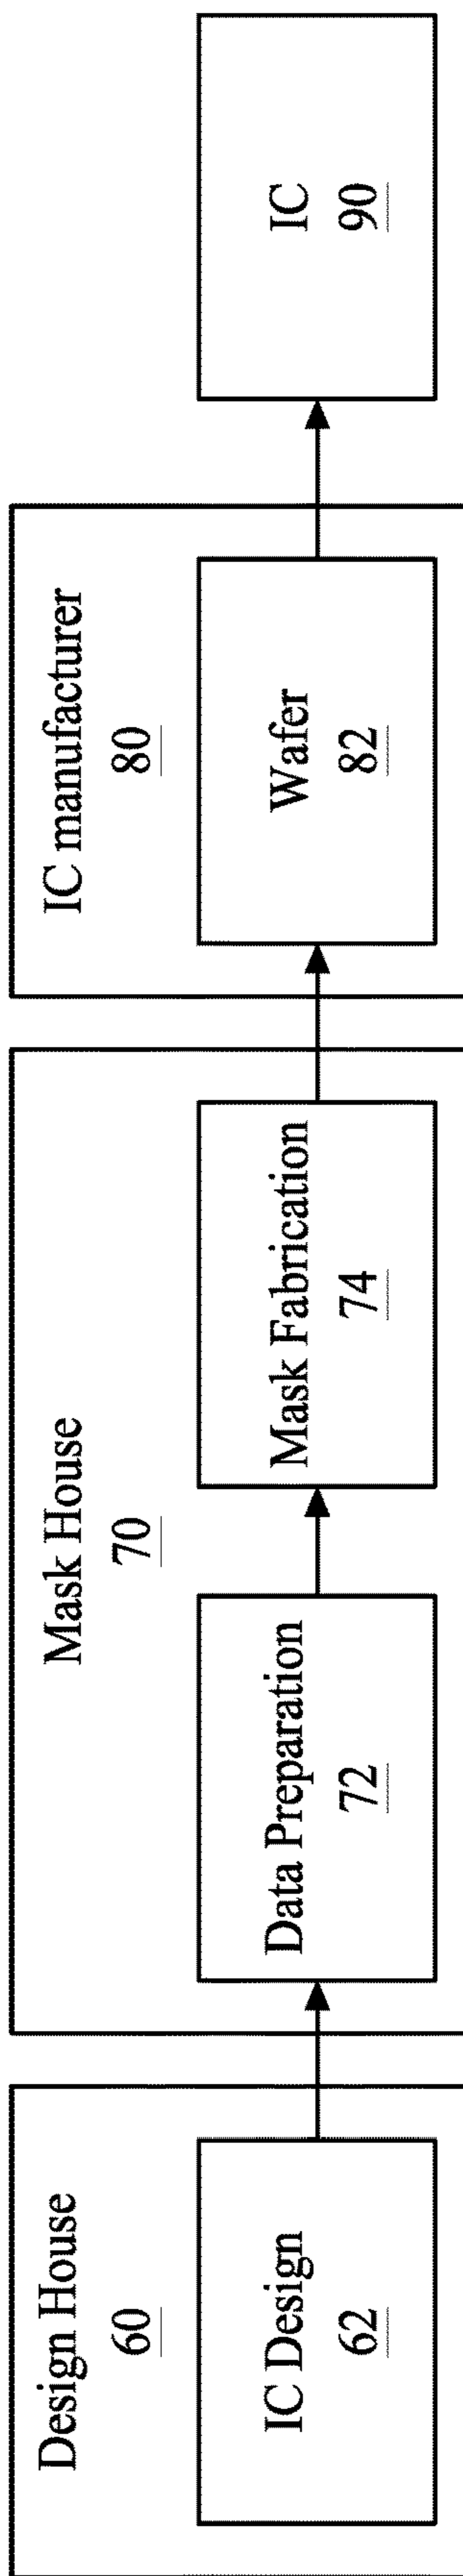 Design House
60
IC Design
62
Mask House
70
Data Preparation
72
Mask Fabrication
74
IC manufacturer
80
Wafer
82
IC
90